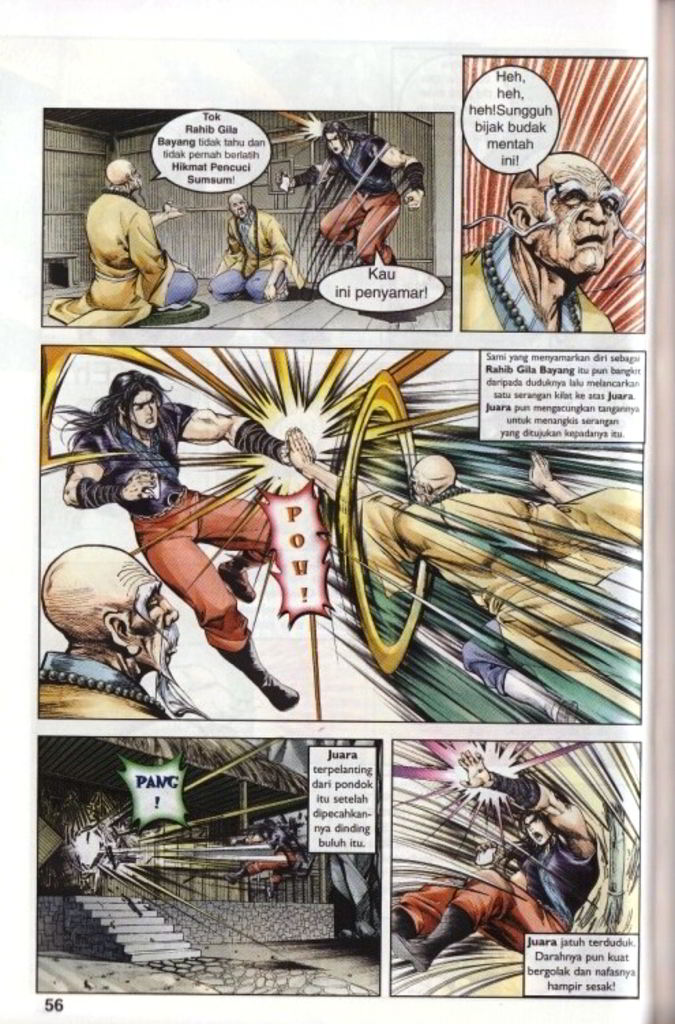 Tok
Rahib Gila
Bayang tidak tahu dan
tidak pernah berlatih
Hikmat Pencuci
Sumsum!
Kau
ini penyamar!
Heh,
heh,
heh!Sungguh
bijak budak
mentah
ini!
Sami yang menyamarkan diri sebagai
Rahib Gila Bayang itu pun bangkit
daripada duduknya lalu melancarkan
satu serangan kilat ke atas Juara.
Juara pun mengacungkan tangannya
untuk menangkis serangan
yang ditujukan kepadanya itu.
POW!
PANG
!
Juara
terpelanting
dari pondok
itu setelah
dipecahkan-
nya dinding
buluh itu.
Juara jatuh terduduk.
Darahnya pun kuat
bergolak dan nafasnya
hampir sesak!
56